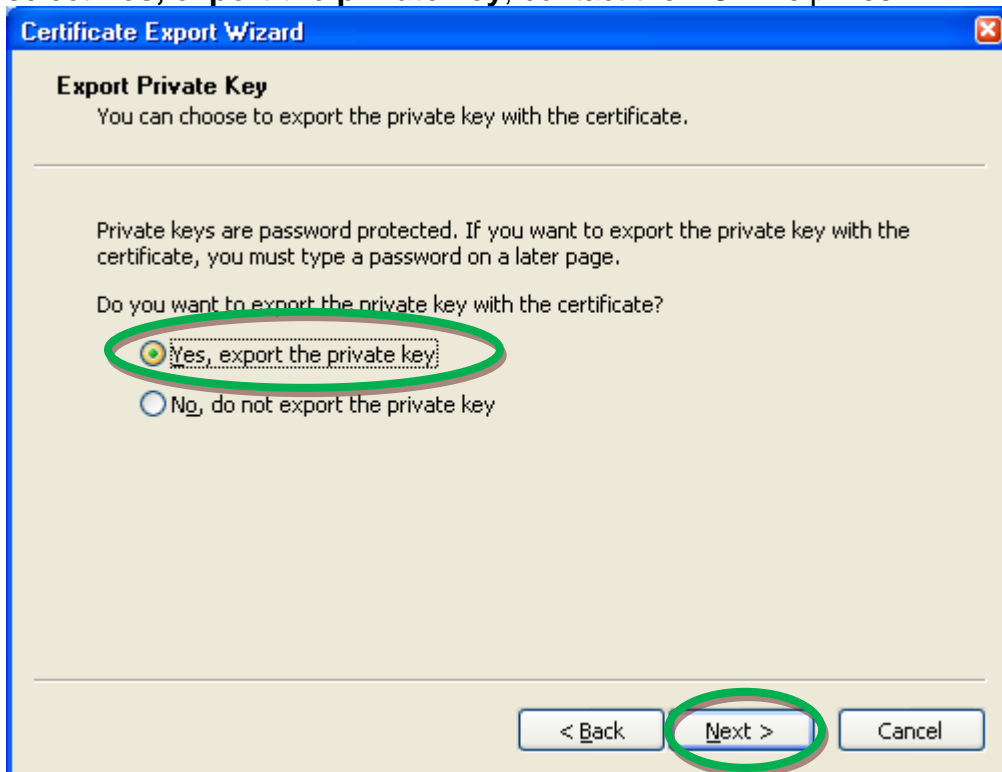 Certificate Export Wizard
Export Private Key
You can choose to export the private key with the certificate.
Private keys are password protected. If you want to export the private key with the
certificate, you must type a password on a later page.
Do you want to export the private key with the certificate?
Yes, export the private key
No, do not export the private key
< Back Next > Cancel